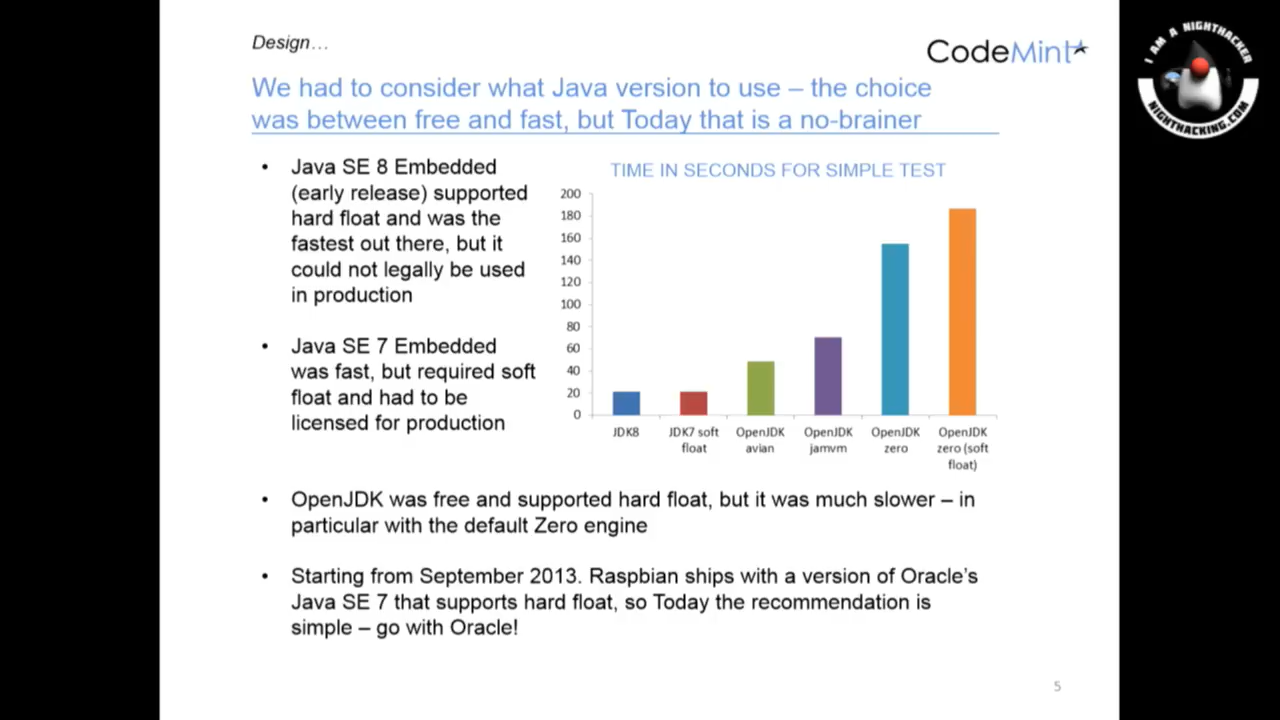 Design…
CodeMint
We had to consider what Java version to use – the choice
was between free and fast, but Today that is a no-brainer
• Java SE 8 Embedded
(early release) supported
hard float and was the
fastest out there, but it
could not legally be used
in production
• Java SE 7 Embedded
was fast, but required soft
float and had to be
licensed for production
TIME IN SECONDS FOR SIMPLE TEST
200
180
160
140
120
100
80
60
40
20
0
JDK8
JDK7 soft
float
OpenJDK
avian
OpenJDK
jamvm
OpenJDK
zero
OpenJDK
zero (soft
float)
• OpenJDK was free and supported hard float, but it was much slower – in
particular with the default Zero engine
• Starting from September 2013. Raspbian ships with a version of Oracle's
Java SE 7 that supports hard float, so Today the recommendation is
simple – go with Oracle!
5
I AM A NIGHTHACKER
NIGHTHACKING.COM